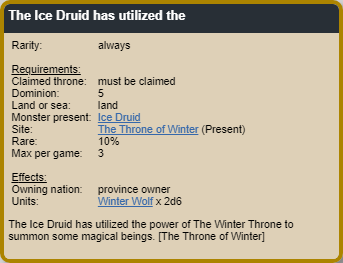 The Ice Druid has utilized the
Rarity: always
Requirements:
Claimed throne: must be claimed
Dominion: 5
Land or sea: land
Monster present: Ice Druid
Site: The Throne of Winter (Present)
Rare: 10%
Max per game: 3
Effects:
Owning nation: province owner
Units: Winter Wolf x 2d6
The Ice Druid has utilized the power of The Winter Throne to
summon some magical beings. [The Throne of Winter]